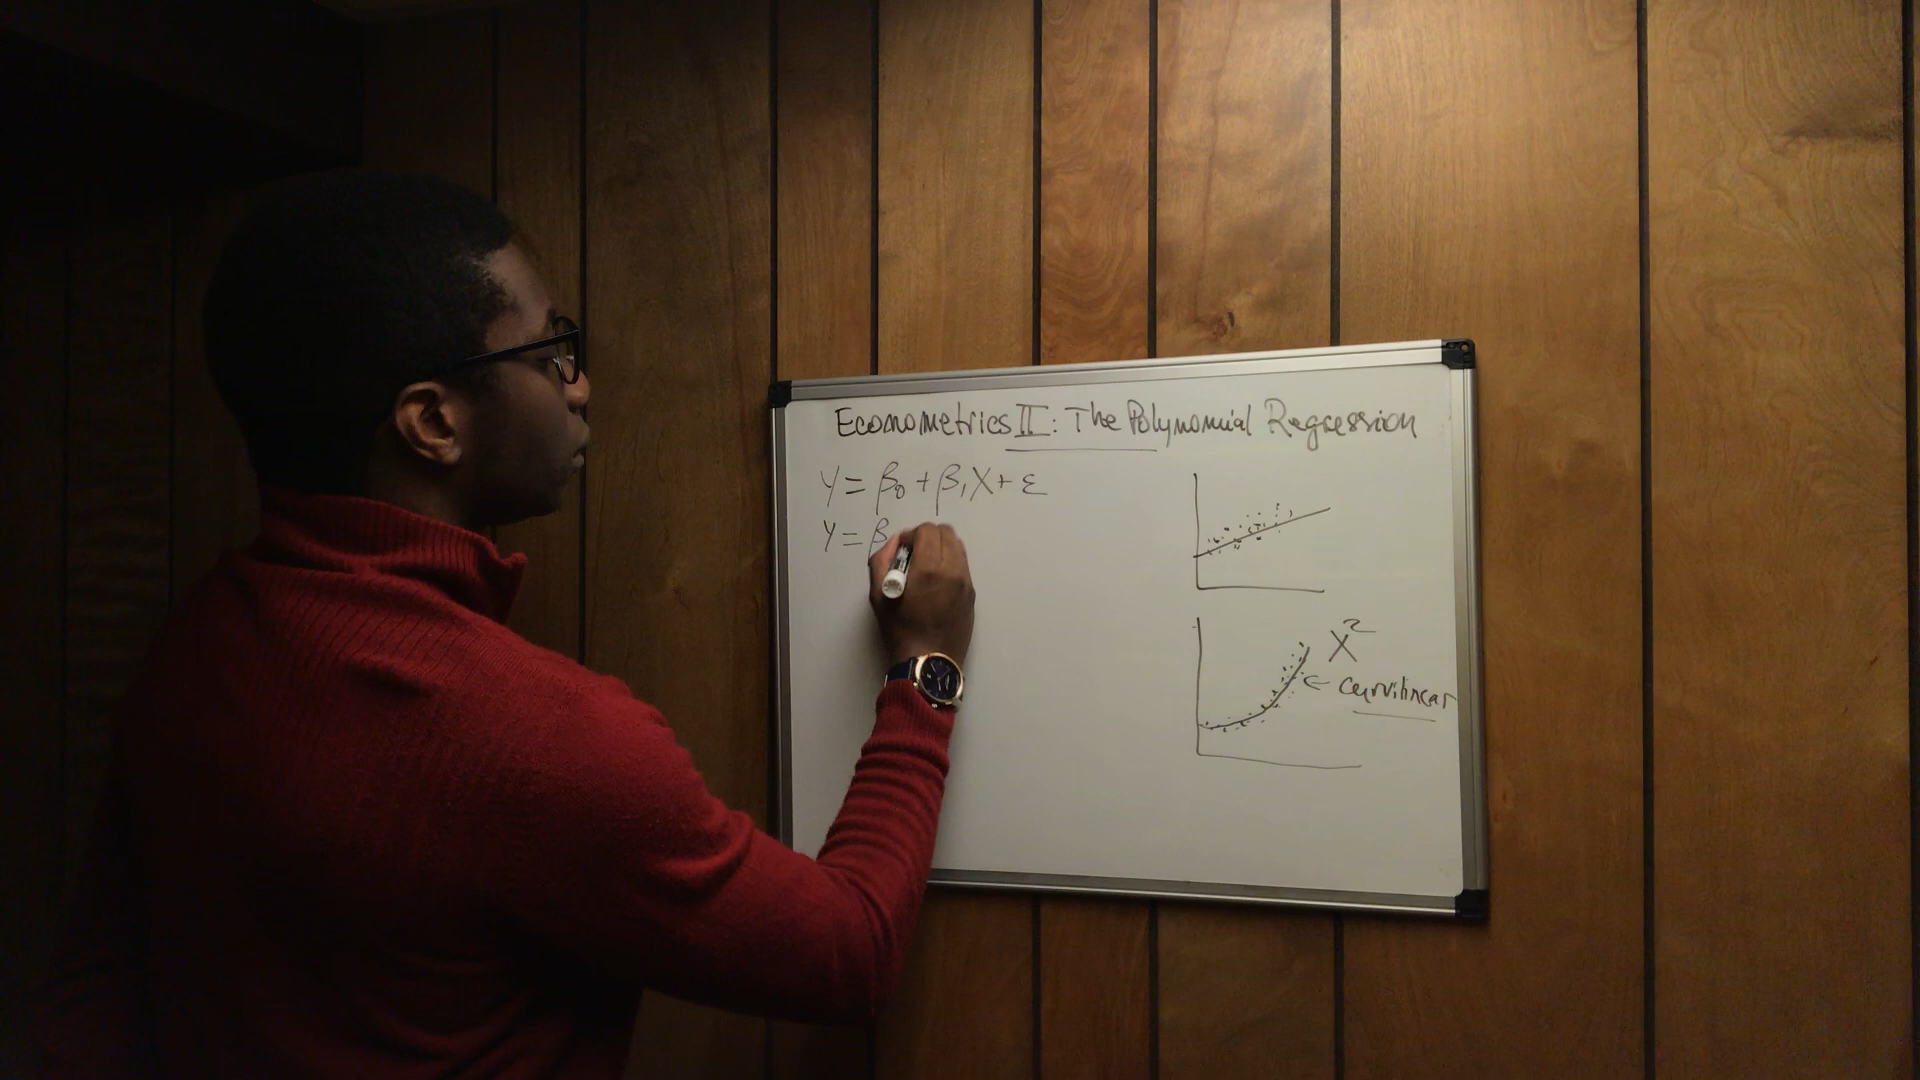 Econometrics II: The Polynomial Regression
Y = β₀ + β₁X + ε
Y = β
X²
← Curvilinear